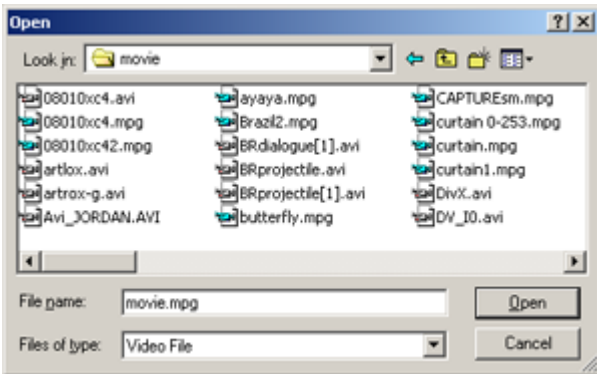 Open
Look in: movie
08010xc4.avi ayaya.mpg CAPTUREsm.mpg
08010xc4.mpg Brazil2.mpg curtain 0-253.mpg
08010xc42.mpg BRdialogue[1].avi curtain.mpg
artlox.avi BRprojectile.avi curtain1.mpg
artrox-g.avi BRprojectile[1].avi DivX.avi
Avi_JORDAN.AVI butterfly.mpg DV_I0.avi
File name: movie.mpg Open
Files of type: Video File Cancel